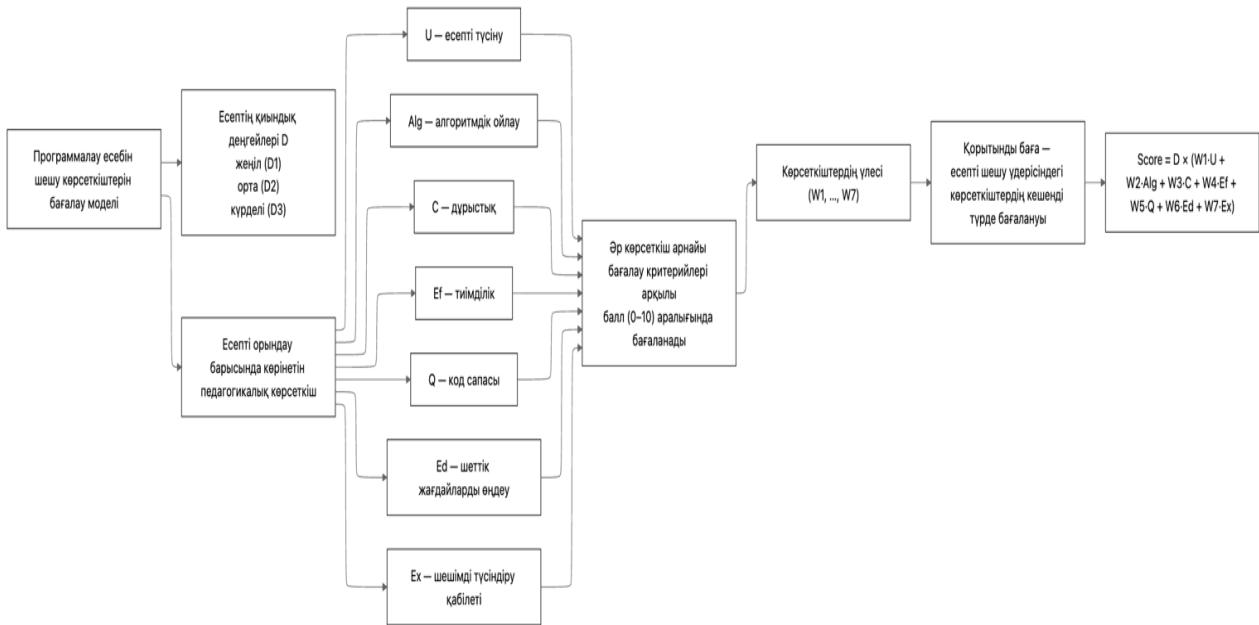 Программалау есебін
шешу көрсеткіштерін
бағалау моделі
Есептің қиындық
деңгейлері D
жеңіл (D1)
орта (D2)
күрделі (D3)
Есепті орындау
барысында көрінетін
педагогикалық көрсеткіш
U — есепті түсіну
Alg — алгоритмдік ойлау
C — дұрыстық
Ef — тиімділік
Q — код сапасы
Ed — шеттік
жағдайларды өңдеу
Ex — шешімді түсіндіру
қабілеті
Әр көрсеткіш арнайы
бағалау критерийлері
арқылы
балл (0–10) аралығында
бағаланады
Көрсеткіштердің үлесі
(W1, ..., W7)
Қорытынды баға —
есепті шешу үдерісіндегі
көрсеткіштердің кешенді
түрде бағалануы
Score = D × (W1·U +
W2·Alg + W3·C + W4·Ef +
W5·Q + W6·Ed + W7·Ex)